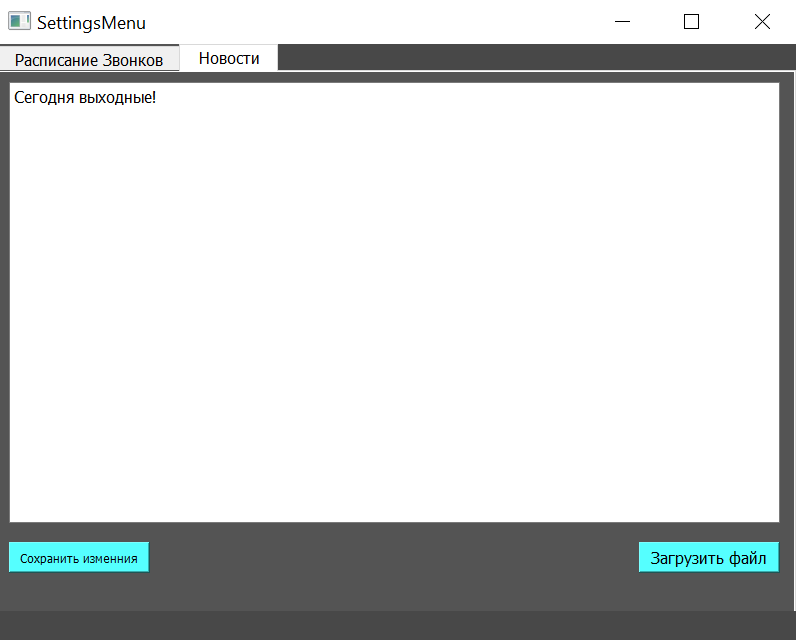 SettingsMenu
Расписание Звонков
Новости
Сегодня выходные!
Сохранить изменния
Загрузить файл